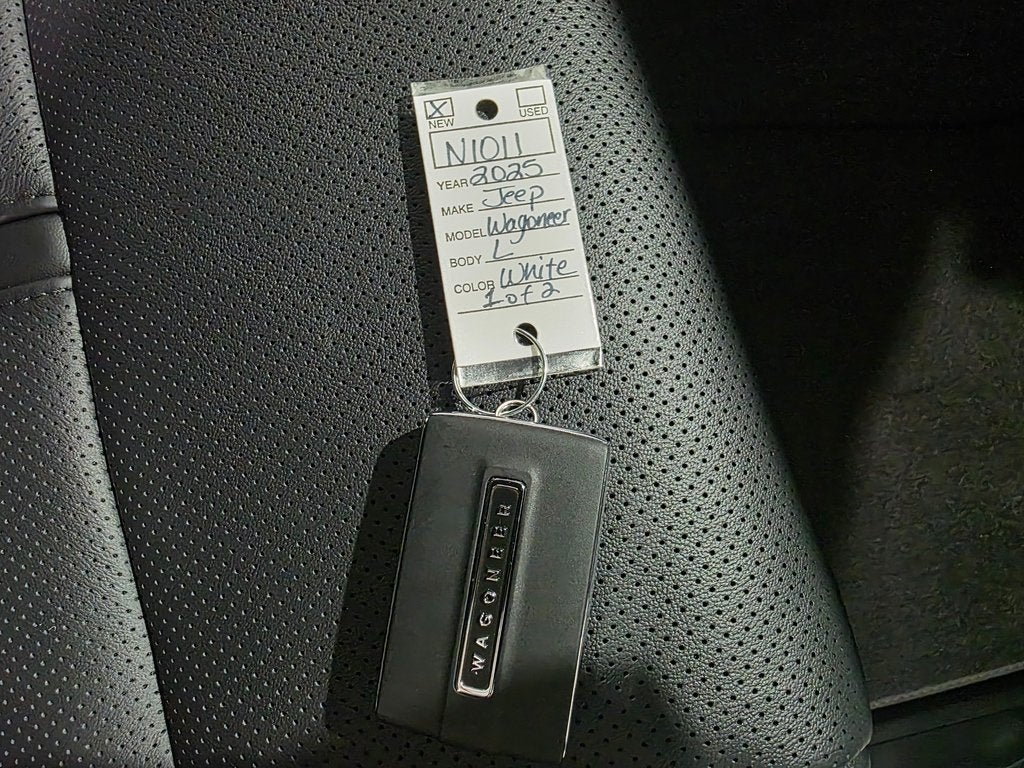 X
NEW USED
N1011
YEAR 2025
MAKE Jeep
MODEL Wagoneer
BODY L
COLOR White
1 of 2
WAGONEER